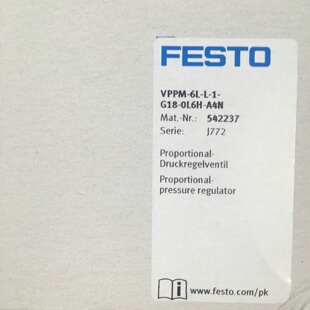 FESTO
VPPM-6L-L-1-
G18-0L6H-A4N
Mat.-Nr.: 542237
Serie: J772
Proportional-
Druckregelventil
Proportional-
pressure regulator
www.festo.com/pk